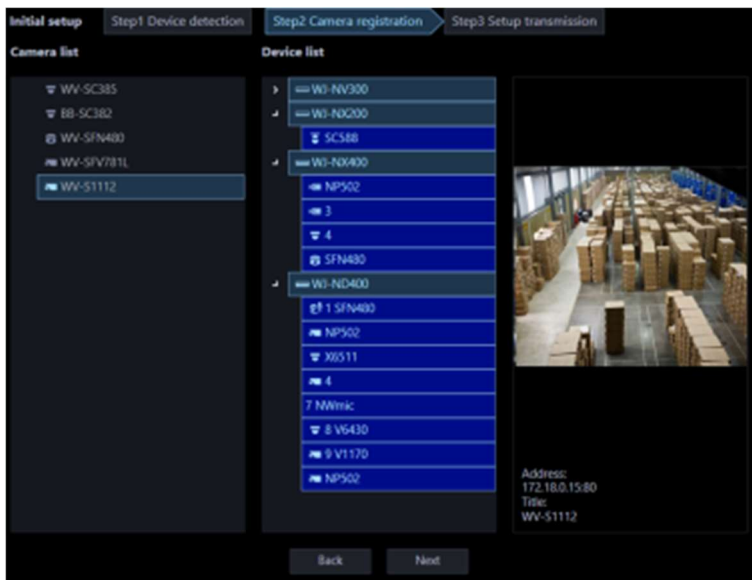 Initial setup Step1 Device detection Step2 Camera registration Step3 Setup transmission
Camera list
WV-SC385
BB-SC382
WV-SFN480
WV-SFV781L
WV-S1112
Device list
WJ-NV300
WJ-NX200
SC588
WJ-NX400
NP502
3
4
SFN480
WJ-ND400
1 SFN480
NP502
X6511
4
7 NWmic
8 V6430
9 V1170
NP502
Address:
172.18.0.15:80
Title:
WV-S1112
Back Next